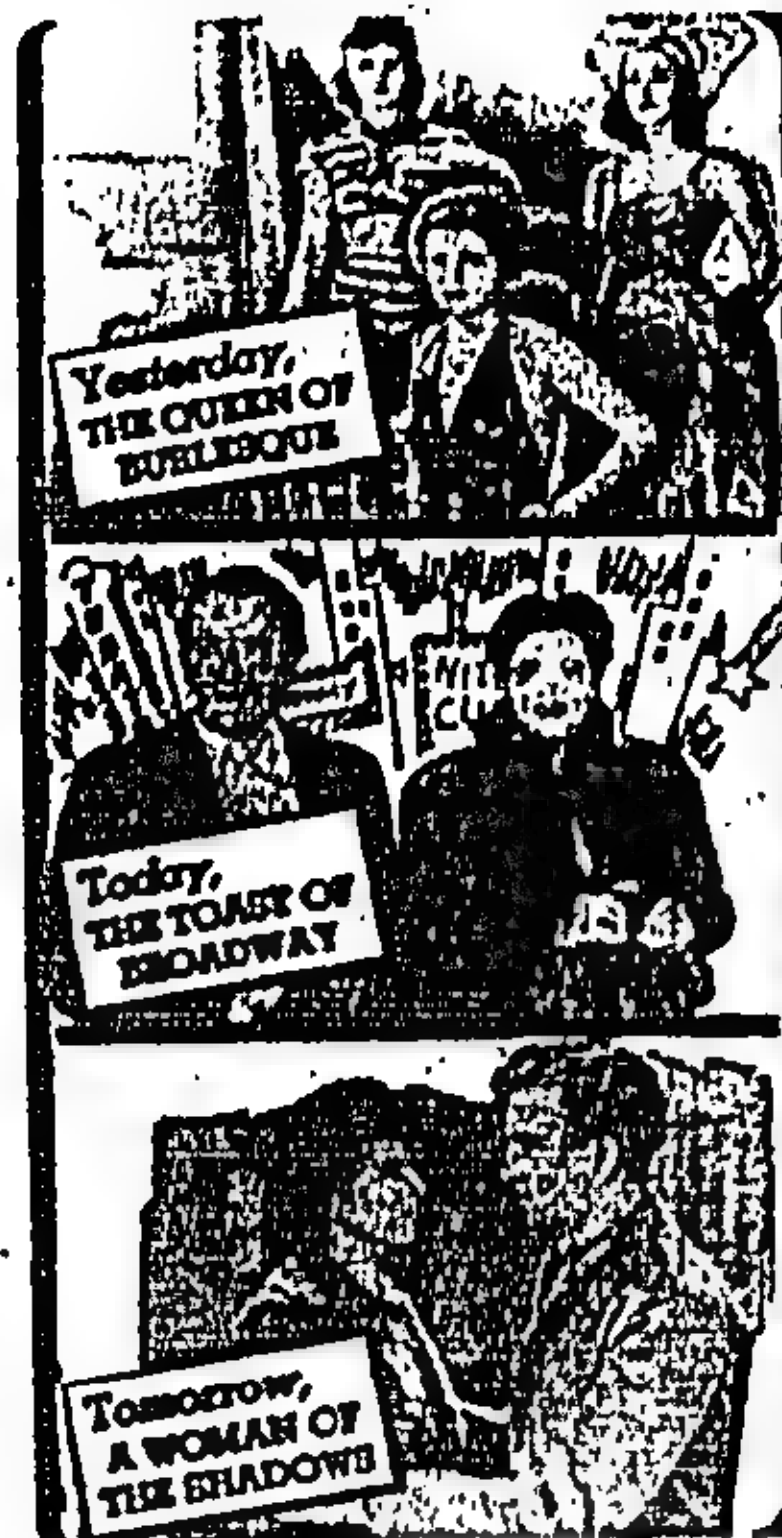 Yesterday,
THE QUEEN OF
BURLESQUE
Today,
THE TOAST OF
BROADWAY
Tomorrow,
A WOMAN OF
THE SHADOWS